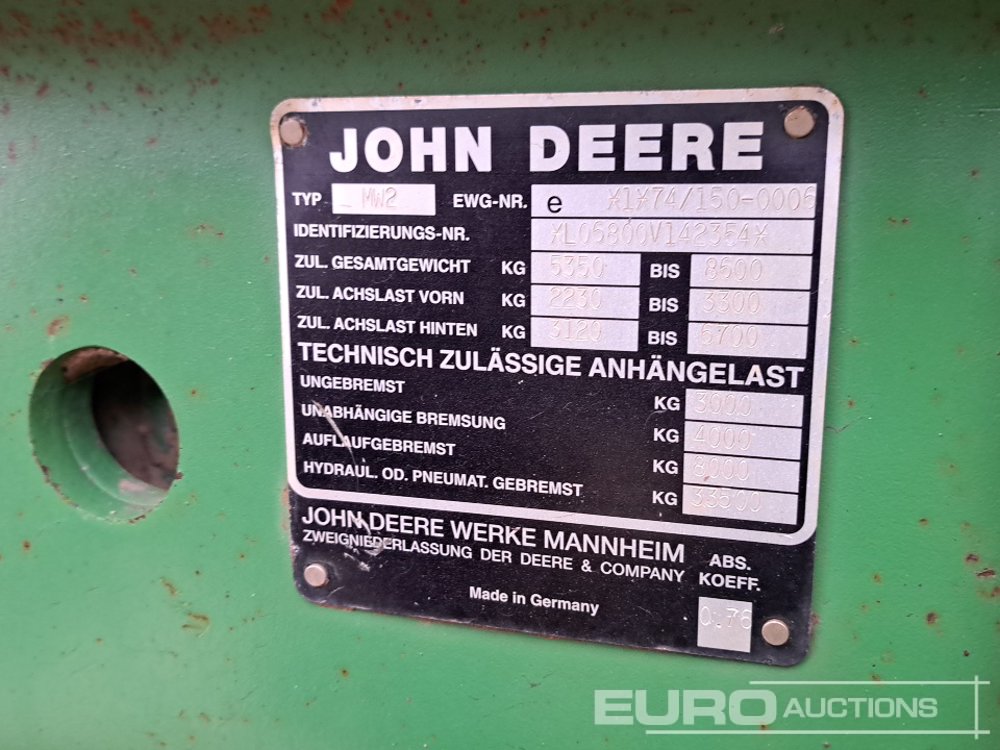 JOHN DEERE
TYP MW2 EWG-NR. e *1*74/150-0006
IDENTIFIZIERUNGS-NR. *L06800V142354*
ZUL. GESAMTGEWICHT KG 5350 BIS 8600
ZUL. ACHSLAST VORN KG 2230 BIS 3300
ZUL. ACHSLAST HINTEN KG 3120 BIS 6700
TECHNISCH ZULÄSSIGE ANHÄNGELAST
UNGEBREMST KG 3000
UNABHÄNGIGE BREMSUNG KG 4000
AUFLAUFGEBREMST KG 8000
HYDRAUL. OD. PNEUMAT. GEBREMST KG 33500
JOHN DEERE WERKE MANNHEIM
ZWEIGNIEDERLASSUNG DER DEERE & COMPANY
Made in Germany
ABS.
KOEFF.
0.76
EURO AUCTIONS